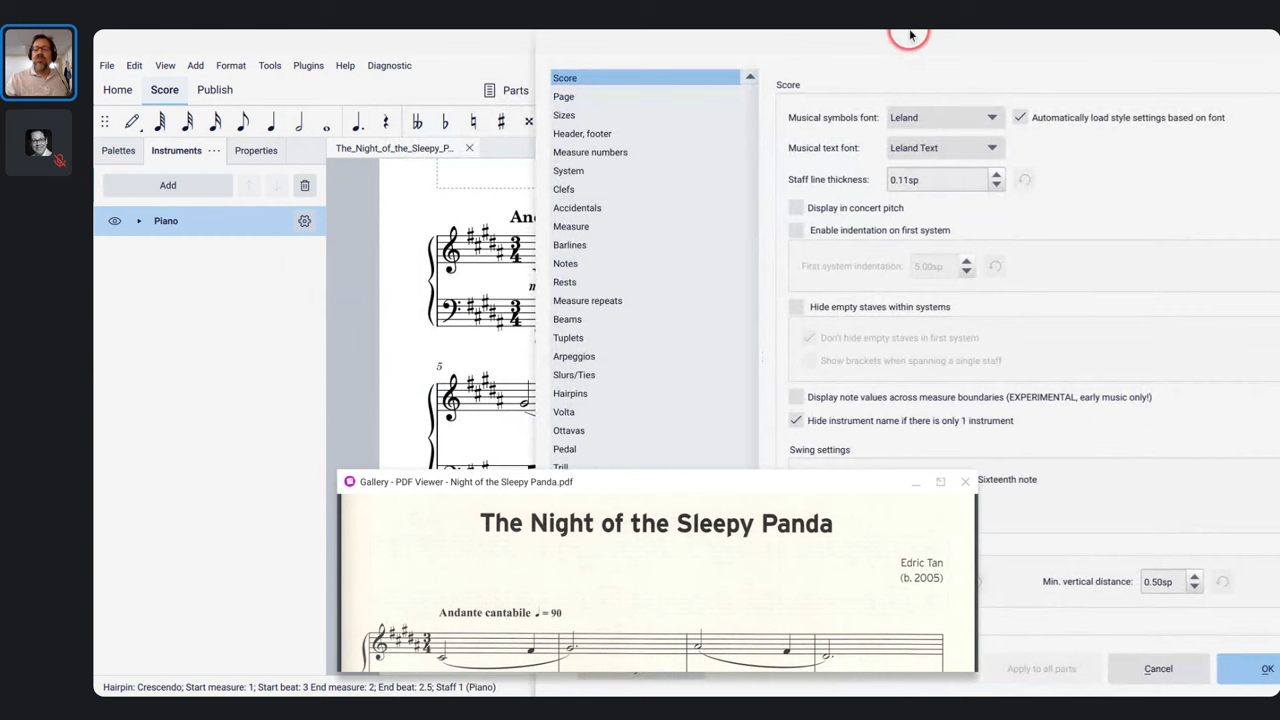 File Edit View Add Format Tools Plugins Help Diagnostic
Home Score Publish Parts
Palettes Instruments Properties
The_Night_of_the_Sleepy_P...
Add
Piano
5
Score
Page
Sizes
Header, footer
Measure numbers
System
Clefs
Accidentals
Measure
Barlines
Notes
Rests
Measure repeats
Beams
Tuplets
Arpeggios
Slurs/Ties
Hairpins
Volta
Ottavas
Pedal
Trill
Score
Musical symbols font: Leland Automatically load style settings based on font
Musical text font: Leland Text
Staff line thickness: 0.11sp
Display in concert pitch
Enable indentation on first system
First system indentation: 5.00sp
Hide empty staves within systems
Don't hide empty staves in first system
Show brackets when spanning a single staff
Display note values across measure boundaries (EXPERIMENTAL, early music only!)
Hide instrument name if there is only 1 instrument
Swing settings
Sixteenth note
Min. vertical distance: 0.50sp
Apply to all parts Cancel OK
Gallery - PDF Viewer - Night of the Sleepy Panda.pdf
The Night of the Sleepy Panda
Edric Tan
(b. 2005)
Andante cantabile ♩ = 90
Hairpin: Crescendo; Start measure: 1; Start beat: 3 End measure: 2; End beat: 2.5; Staff 1 (Piano)